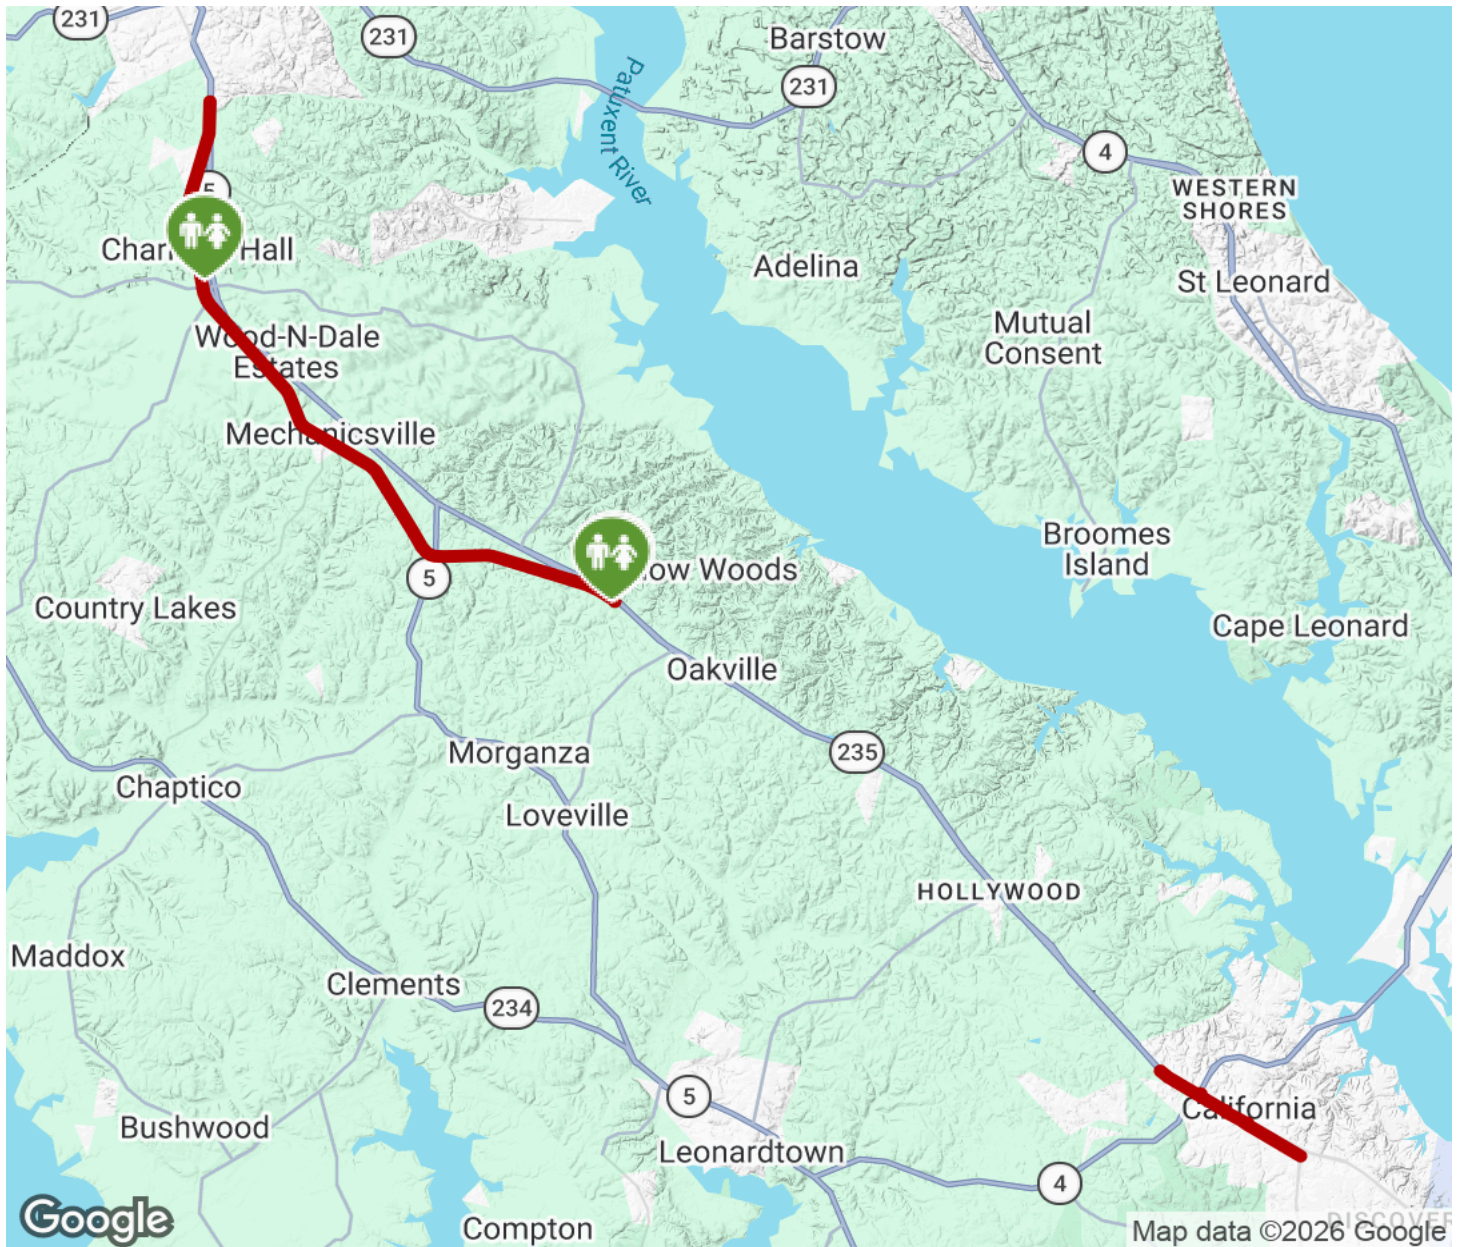 231
231
Barstow
231
Patuxent River
4
WESTERN
SHORES
5
Hall
Adelina
St Leonard
Wood-N-Dale
Estates
Mutual
Consent
Mechanicsville
Broomes
Island
Woods
5
Country Lakes
Cape Leonard
Oakville
Morganza
235
Chaptico
Loveville
HOLLYWOOD
Maddox
Clements
234
5
California
Bushwood
Leonardtown
4
Google
Compton
Map data ©2026 Google